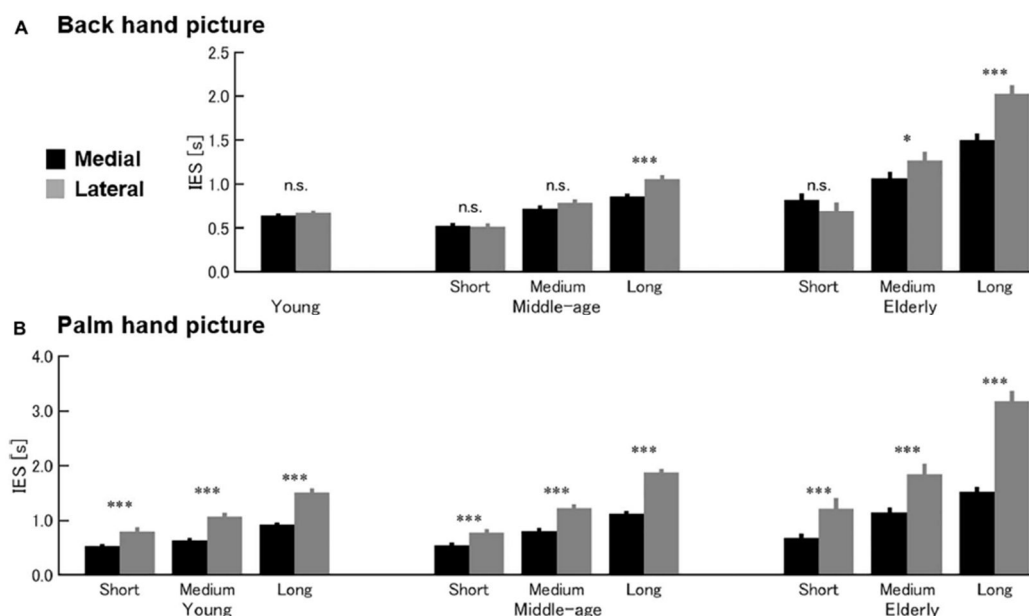 A Back hand picture
2.5
2.0
1.5
1.0
0.5
0.0
IES [s]
Medial
Lateral
n.s. n.s. n.s. *** n.s. * ***
Short Medium Long Short Medium Long
Young Middle-age Elderly
B Palm hand picture
4.0
3.0
2.0
1.0
0.0
IES [s]
*** *** *** *** *** *** *** *** ***
Short Medium Long Short Medium Long Short Medium Long
Young Middle-age Elderly